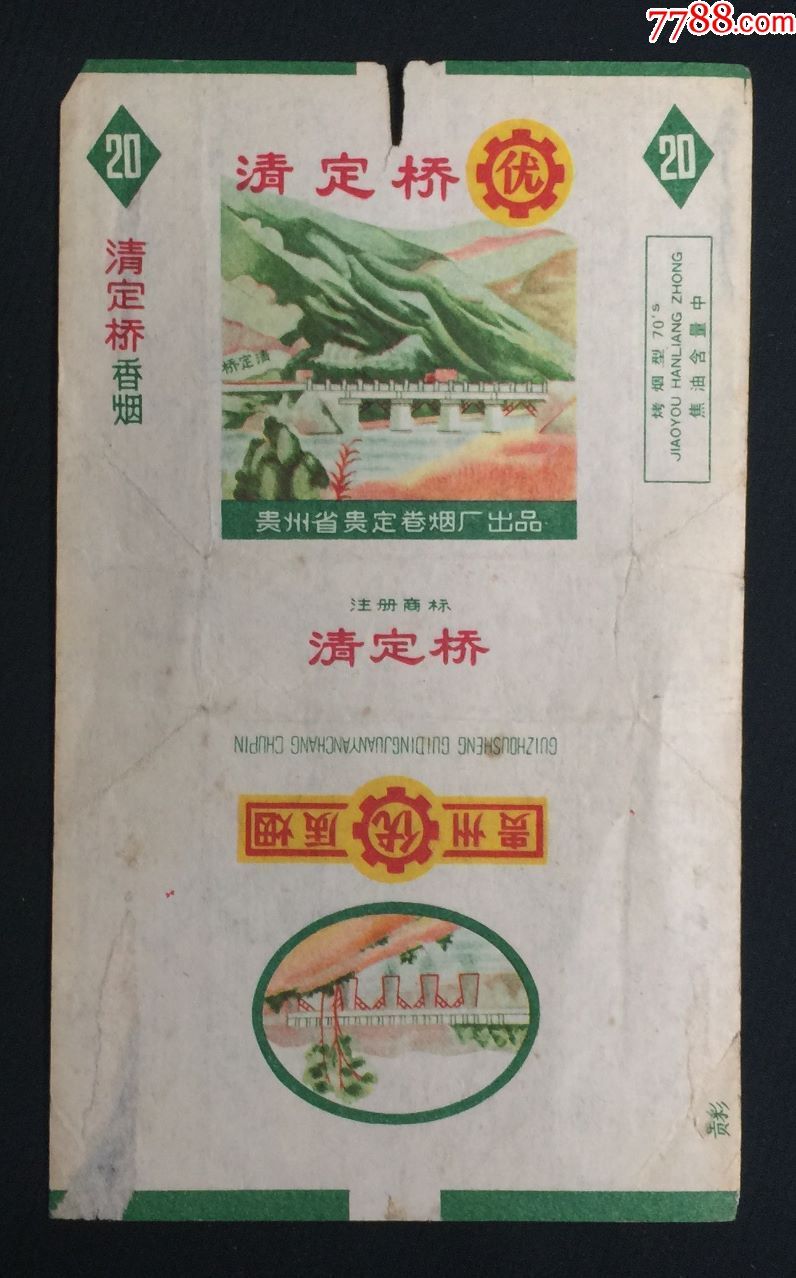 7788.com
20
清定桥
优
20
清定桥香烟
烤烟型 70's
JIAOYOU HANLIANG ZHONG
焦油含量中
桥定清
贵州省贵定卷烟厂出品
注册商标
清定桥
GUIZHOUSHENG GUIDINGJUANYANCHANG CHUPIN
贵州优质烟
贵彩